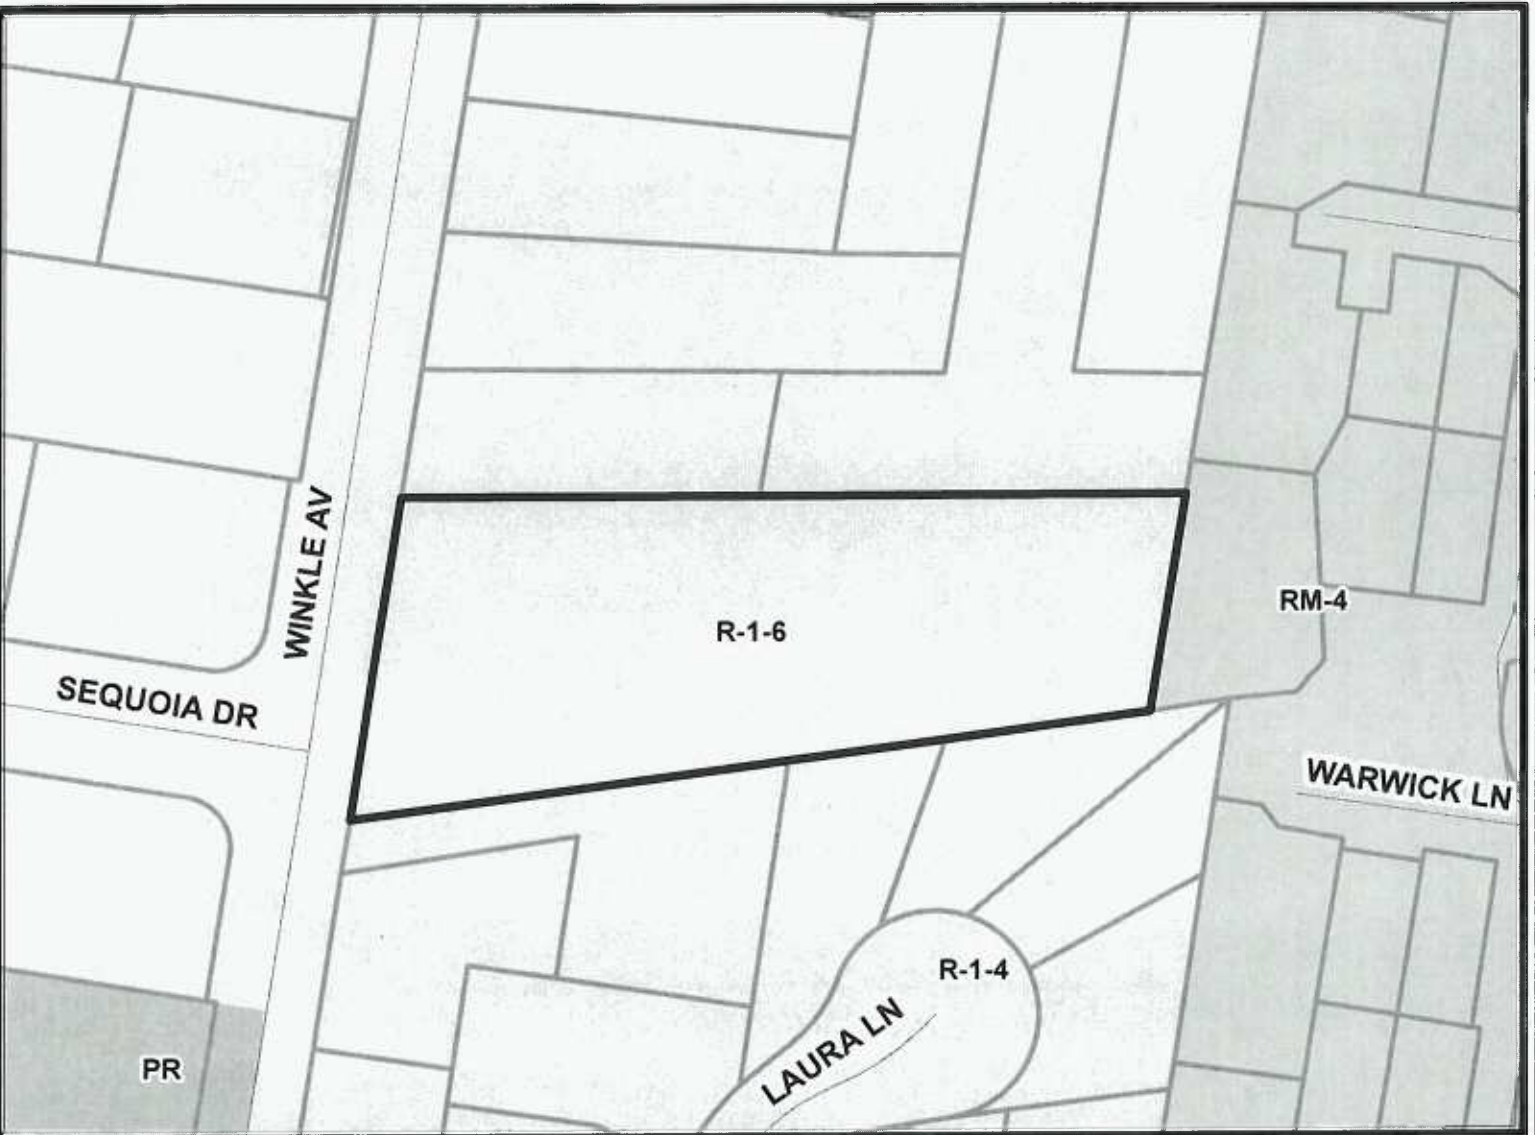 WINKLE AV
R-1-6
RM-4
SEQUOIA DR
WARWICK LN
R-1-4
LAURA LN
PR